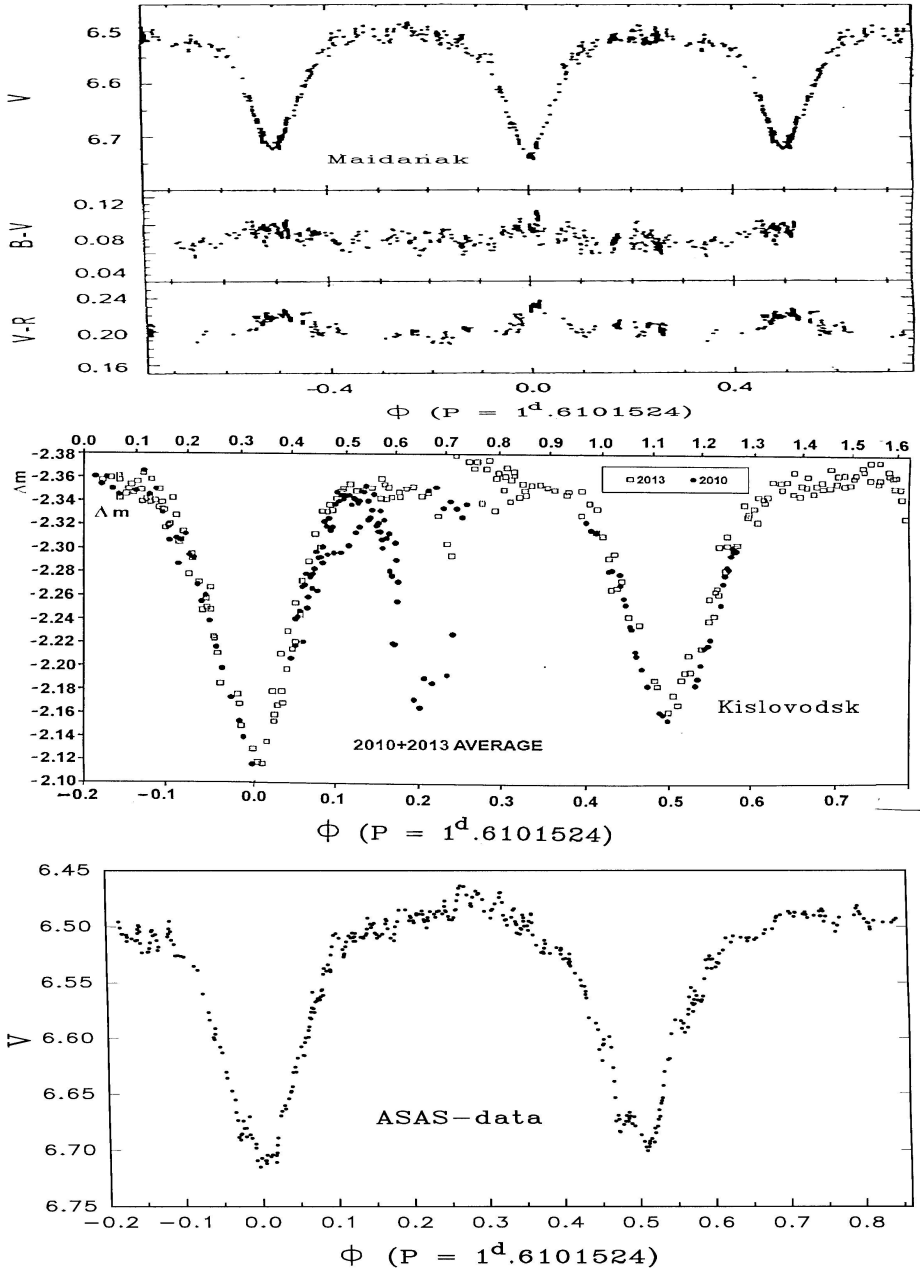 6.5
6.6
6.7
V
Maidanak
0.12
0.08
0.04
B-V
0.24
0.20
0.16
V-R
-0.4 0.0 0.4
Φ (P = 1d.6101524)
0.0 0.1 0.2 0.3 0.4 0.5 0.6 0.7 0.8 0.9 1.0 1.1 1.2 1.3 1.4 1.5 1.6
-2.38
-2.36
-2.34
-2.32
-2.30
-2.28
-2.26
-2.24
-2.22
-2.20
-2.18
-2.16
-2.14
-2.12
-2.10
Λm
Λm
2013 2010
Kislovodsk
2010+2013 AVERAGE
-0.2 -0.1 0.0 0.1 0.2 0.3 0.4 0.5 0.6 0.7
Φ (P = 1d.6101524)
6.45
6.50
6.55
6.60
6.65
6.70
6.75
V
ASAS-data
-0.2 -0.1 0.0 0.1 0.2 0.3 0.4 0.5 0.6 0.7 0.8
Φ (P = 1d.6101524)